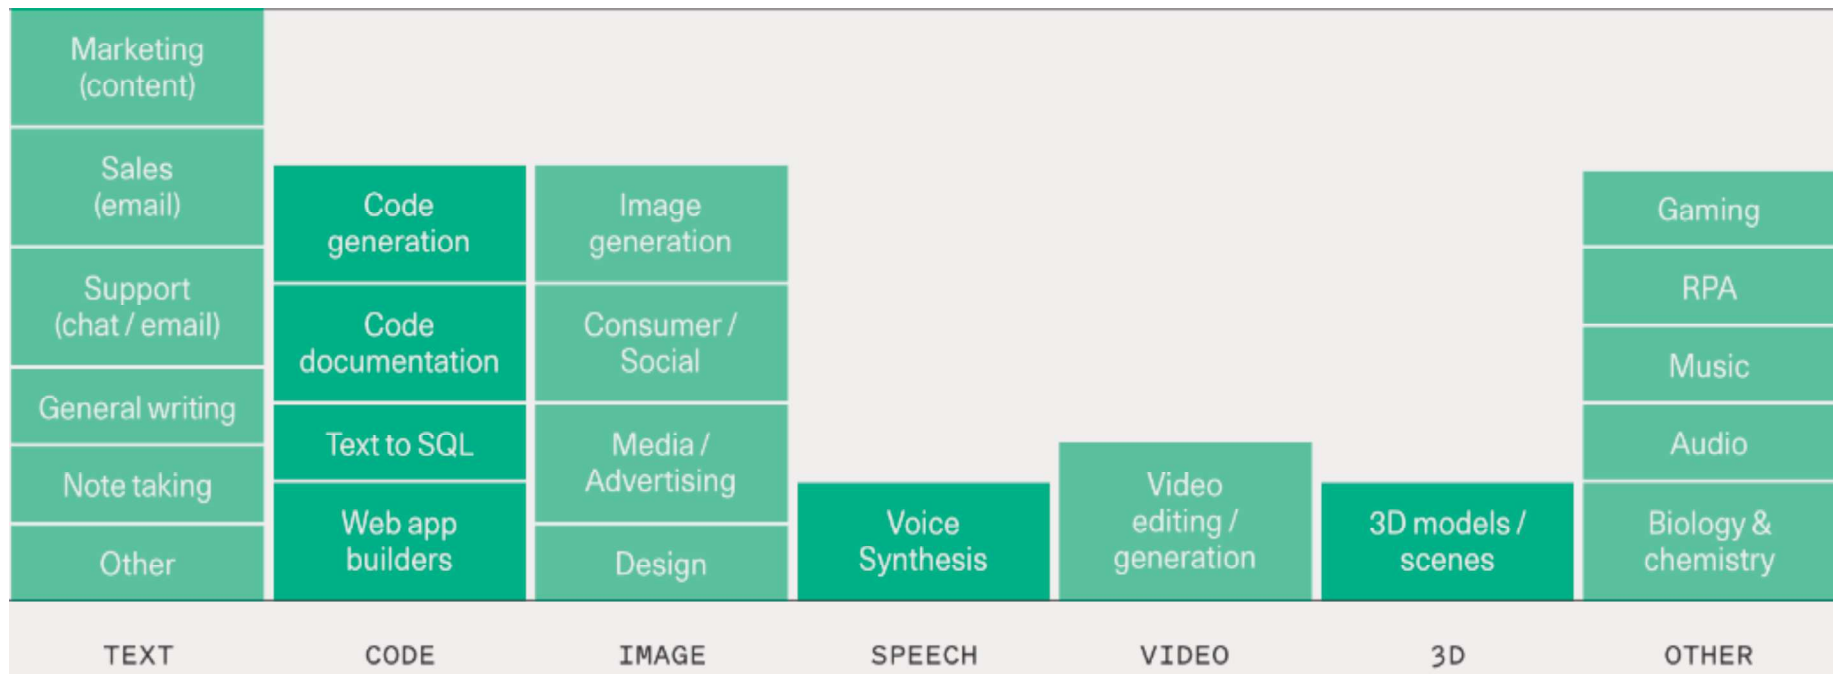 Marketing
(content)
Sales
(email)
Support
(chat / email)
General writing
Note taking
Other
TEXT
Code
generation
Code
documentation
Text to SQL
Web app
builders
CODE
Image
generation
Consumer /
Social
Media /
Advertising
Design
IMAGE
Voice
Synthesis
SPEECH
Video
editing /
generation
VIDEO
3D models /
scenes
3D
Gaming
RPA
Music
Audio
Biology &
chemistry
OTHER